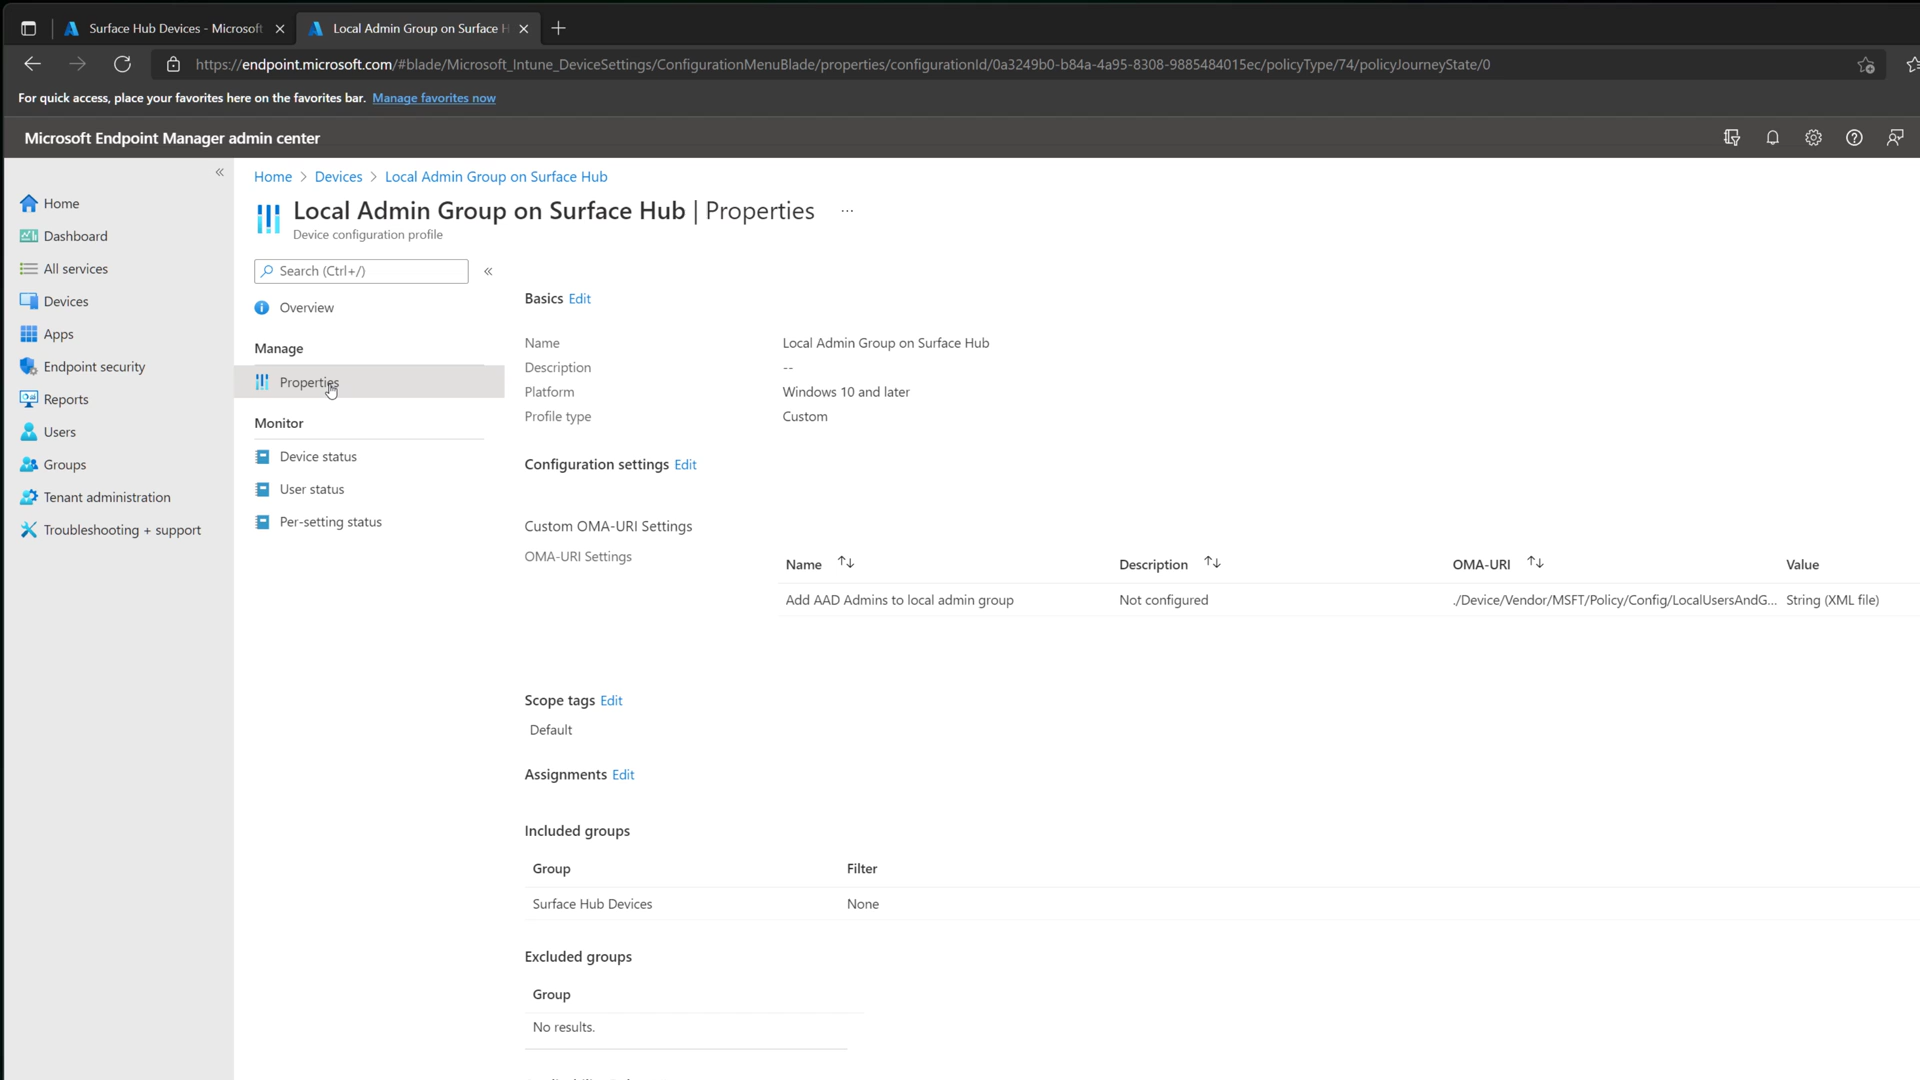 Surface Hub Devices - Microsoft
Local Admin Group on Surface H
https://endpoint.microsoft.com/#blade/Microsoft_Intune_DeviceSettings/ConfigurationMenuBlade/properties/configurationId/0a3249b0-b84a-4a95-8308-9885484015ec/policyType/74/policyJourneyState/0
For quick access, place your favorites here on the favorites bar. Manage favorites now
Microsoft Endpoint Manager admin center
Home
Dashboard
All services
Devices
Apps
Endpoint security
Reports
Users
Groups
Tenant administration
Troubleshooting + support
Home > Devices > Local Admin Group on Surface Hub
Local Admin Group on Surface Hub | Properties ...
Device configuration profile
Search (Ctrl+/)
Overview
Manage
Properties
Monitor
Device status
User status
Per-setting status
Basics Edit
Name Local Admin Group on Surface Hub
Description --
Platform Windows 10 and later
Profile type Custom
Configuration settings Edit
Custom OMA-URI Settings
OMA-URI Settings
Name Description OMA-URI Value
Add AAD Admins to local admin group Not configured ./Device/Vendor/MSFT/Policy/Config/LocalUsersAndG... String (XML file)
Scope tags Edit
Default
Assignments Edit
Included groups
Group Filter
Surface Hub Devices None
Excluded groups
Group
No results.